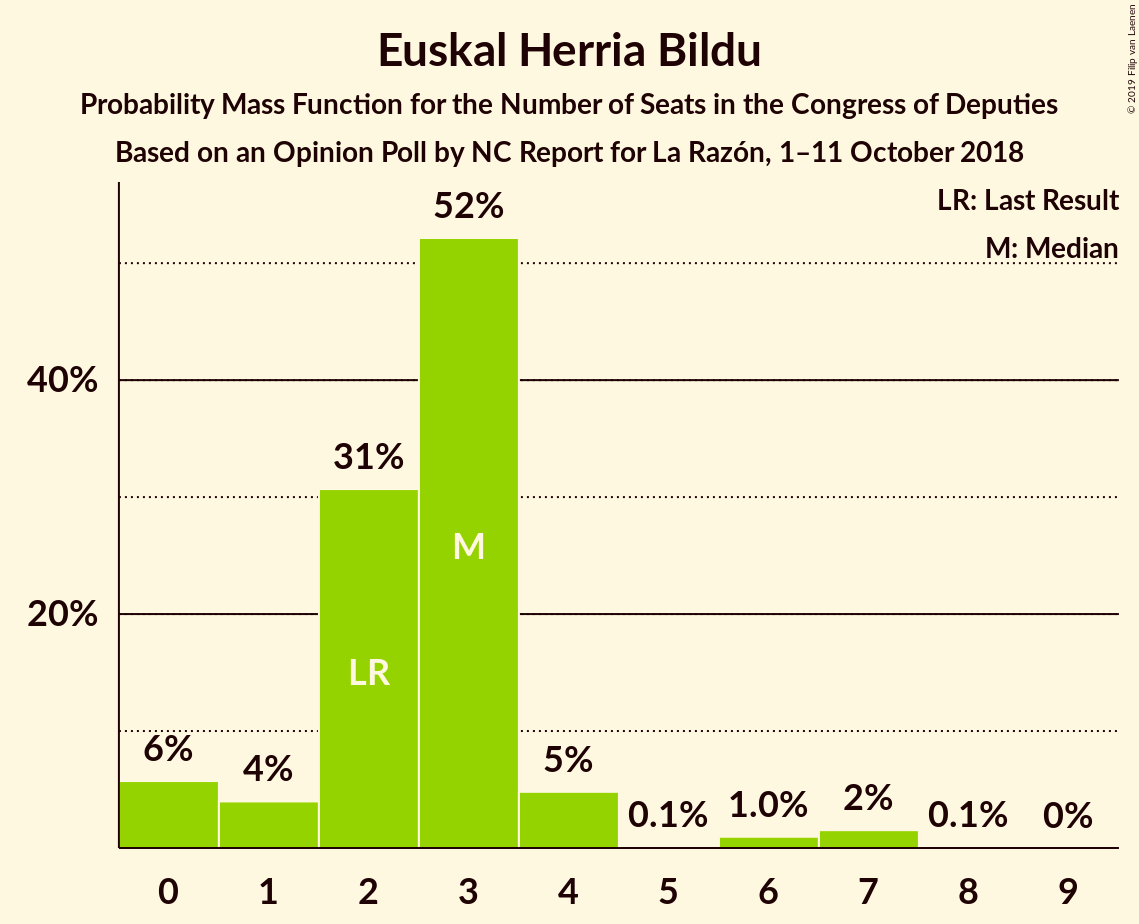 © 2019 Filip van Laenen
Euskal Herria Bildu
Probability Mass Function for the Number of Seats in the Congress of Deputies
Based on an Opinion Poll by NC Report for La Razón, 1–11 October 2018
LR: Last Result
M: Median
52%
40%
31%
M
20%
LR
6%
4%
5%
0.1%
1.0%
2%
0.1%
0%
0 1 2 3 4 5 6 7 8 9